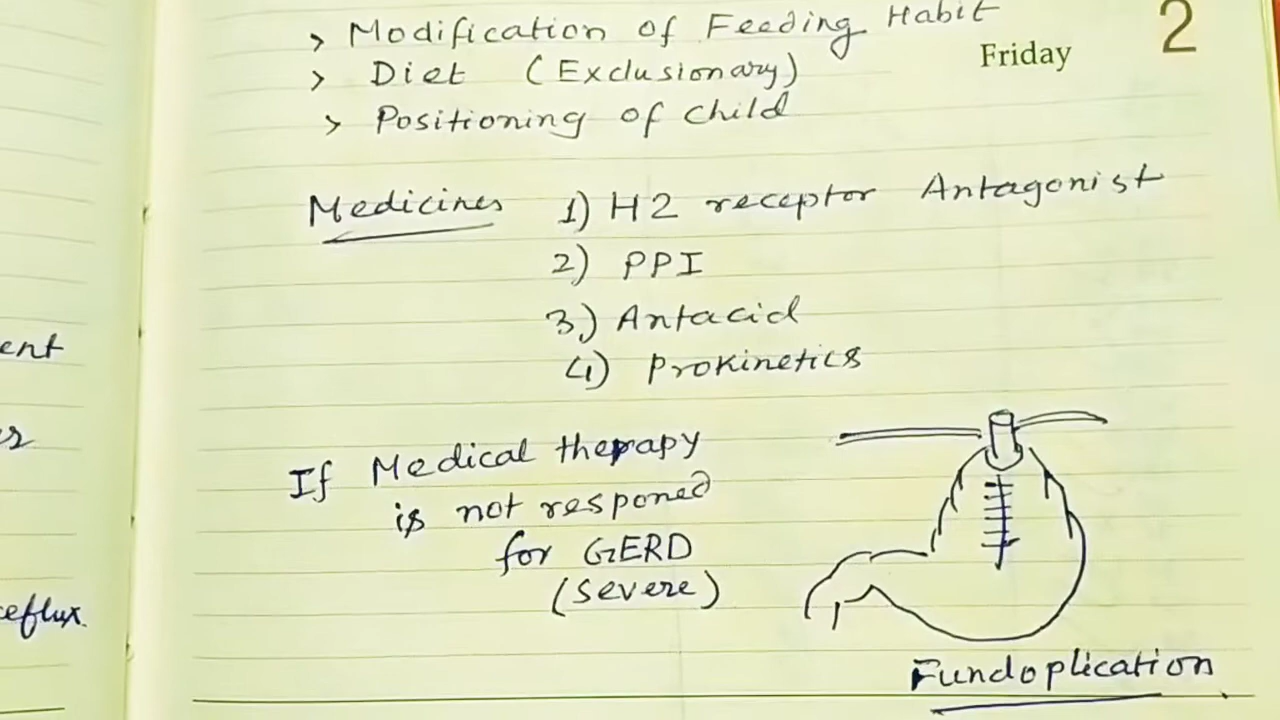 > Modification of Feeding Habit
Friday 2
> Diet (Exclusionary)
> Positioning of child
Medicines 1) H2 receptor Antagonist
2) PPI
3) Antacid
4) Prokinetics
ent
If Medical therapy
is not responed
for GERD
(severe)
eflux.
Fundoplication